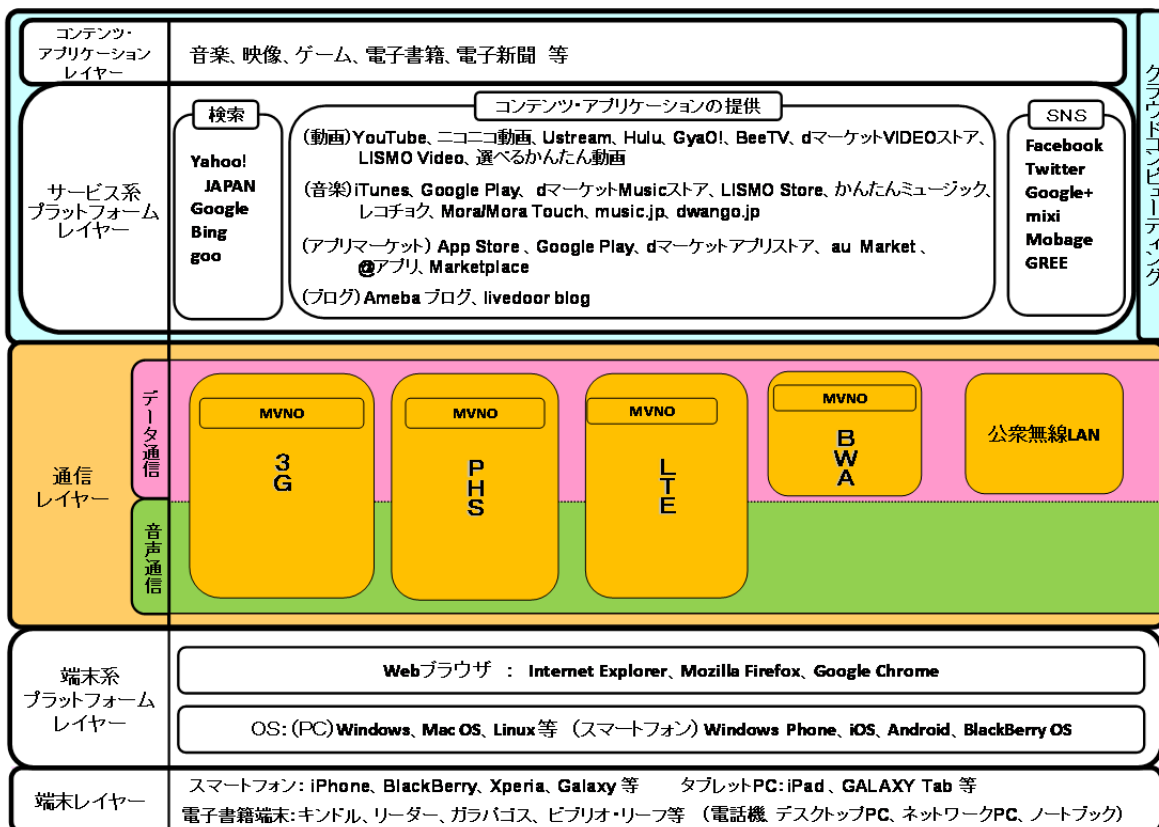 コンテンツ・
アプリケーション
レイヤー
音楽、映像、ゲーム、電子書籍、電子新聞 等
クラウドコンピューティング
サービス系
プラットフォーム
レイヤー
検索
Yahoo!
JAPAN
Google
Bing
goo
コンテンツ・アプリケーションの提供
(動画)YouTube、ニコニコ動画、Ustream、Hulu、GyaO!、BeeTV、dマーケットVIDEOストア、
LISMO Video、選べるかんたん動画
(音楽)iTunes、Google Play、dマーケットMusicストア、LISMO Store、かんたんミュージック、
レコチョク、Mora/Mora Touch、music.jp、dwango.jp
(アプリマーケット) App Store 、Google Play、dマーケットアプリストア、au Market 、
@アプリ、Marketplace
(ブログ) Ameba ブログ、livedoor blog
SNS
Facebook
Twitter
Google+
mixi
Mobage
GREE
通信
レイヤー
データ通信
音声通信
MVNO
3G
MVNO
PHS
MVNO
LTE
MVNO
BWA
公衆無線LAN
端末系
プラットフォーム
レイヤー
Webブラウザ : Internet Explorer、Mozilla Firefox、Google Chrome
OS:(PC)Windows、Mac OS、Linux等 (スマートフォン) Windows Phone、iOS、Android、BlackBerry OS
端末レイヤー
スマートフォン: iPhone、BlackBerry、Xperia、Galaxy 等 タブレットPC:iPad 、GALAXY Tab 等
電子書籍端末:キンドル、リーダー、ガラパゴス、ビブリオ・リーフ等 (電話機、デスクトップPC、ネットワークPC、ノートブック)